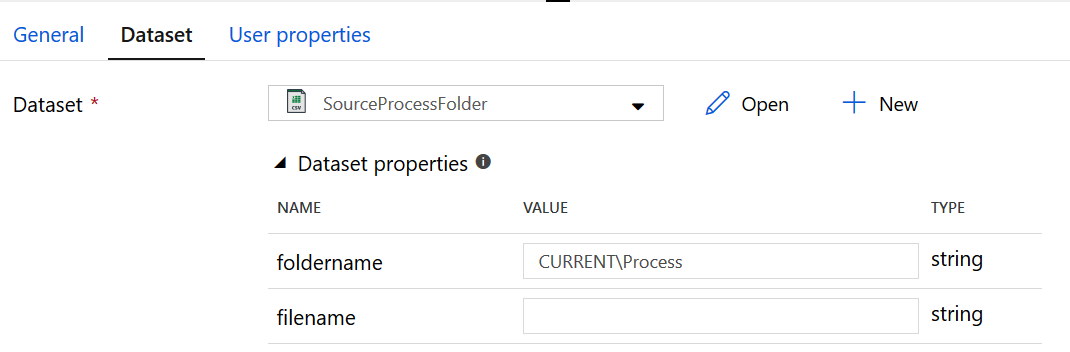 General Dataset User properties
Dataset * SourceProcessFolder Open New
Dataset properties
NAME VALUE TYPE
foldername CURRENT\Process string
filename string